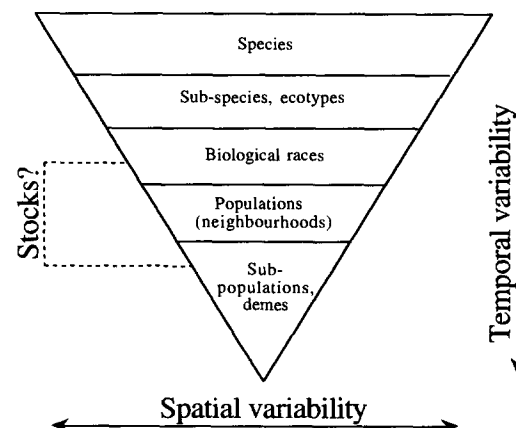 Species
Sub-species, ecotypes
Biological races
Populations
(neighbourhoods)
Sub-
populations,
demes
Stocks?
Temporal variability
Spatial variability